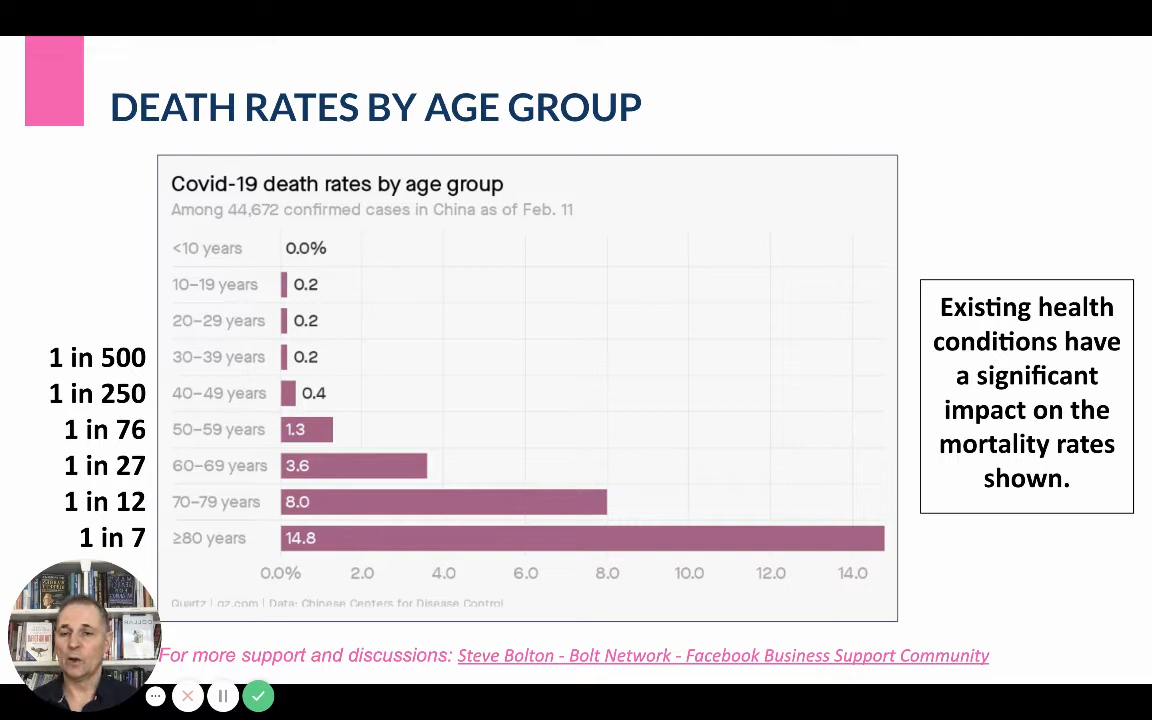 DEATH RATES BY AGE GROUP
Covid-19 death rates by age group
Among 44,672 confirmed cases in China as of Feb. 11
<10 years 0.0%
10–19 years 0.2
20–29 years 0.2
1 in 500 30–39 years 0.2
1 in 250 40–49 years 0.4
1 in 76 50–59 years 1.3
1 in 27 60–69 years 3.6
1 in 12 70–79 years 8.0
1 in 7 ≥80 years 14.8
0.0% 2.0 4.0 6.0 8.0 10.0 12.0 14.0
Quartz | qz.com | Data: Chinese Centers for Disease Control
Existing health
conditions have
a significant
impact on the
mortality rates
shown.
For more support and discussions: Steve Bolton - Bolt Network - Facebook Business Support Community